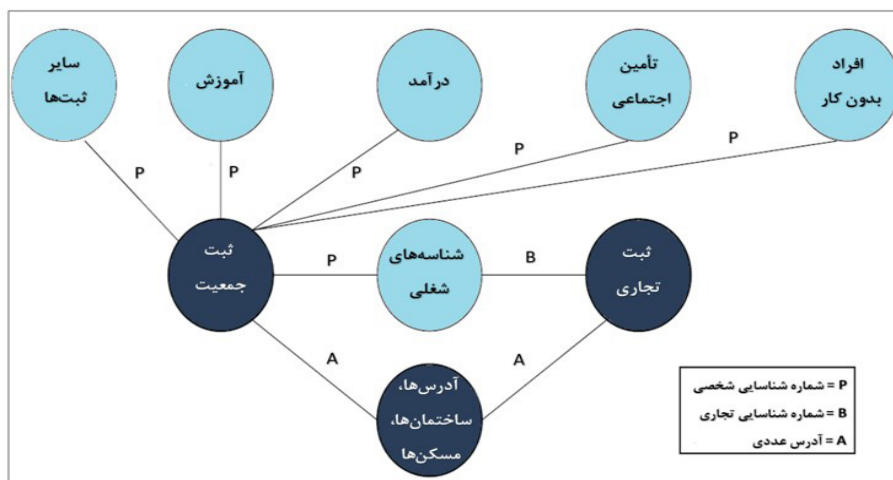 سایر
ثبت‌ها
آموزش
درآمد
تأمین
اجتماعی
افراد
بدون کار
P
P
P
P
P
ثبت
جمعیت
P
شناسه‌های
شغلی
B
ثبت
تجاری
A
A
آدرس‌ها،
ساختمان‌ها،
مسکن‌ها
P = شماره شناسایی شخصی
B = شماره شناسایی تجاری
A = آدرس عددی